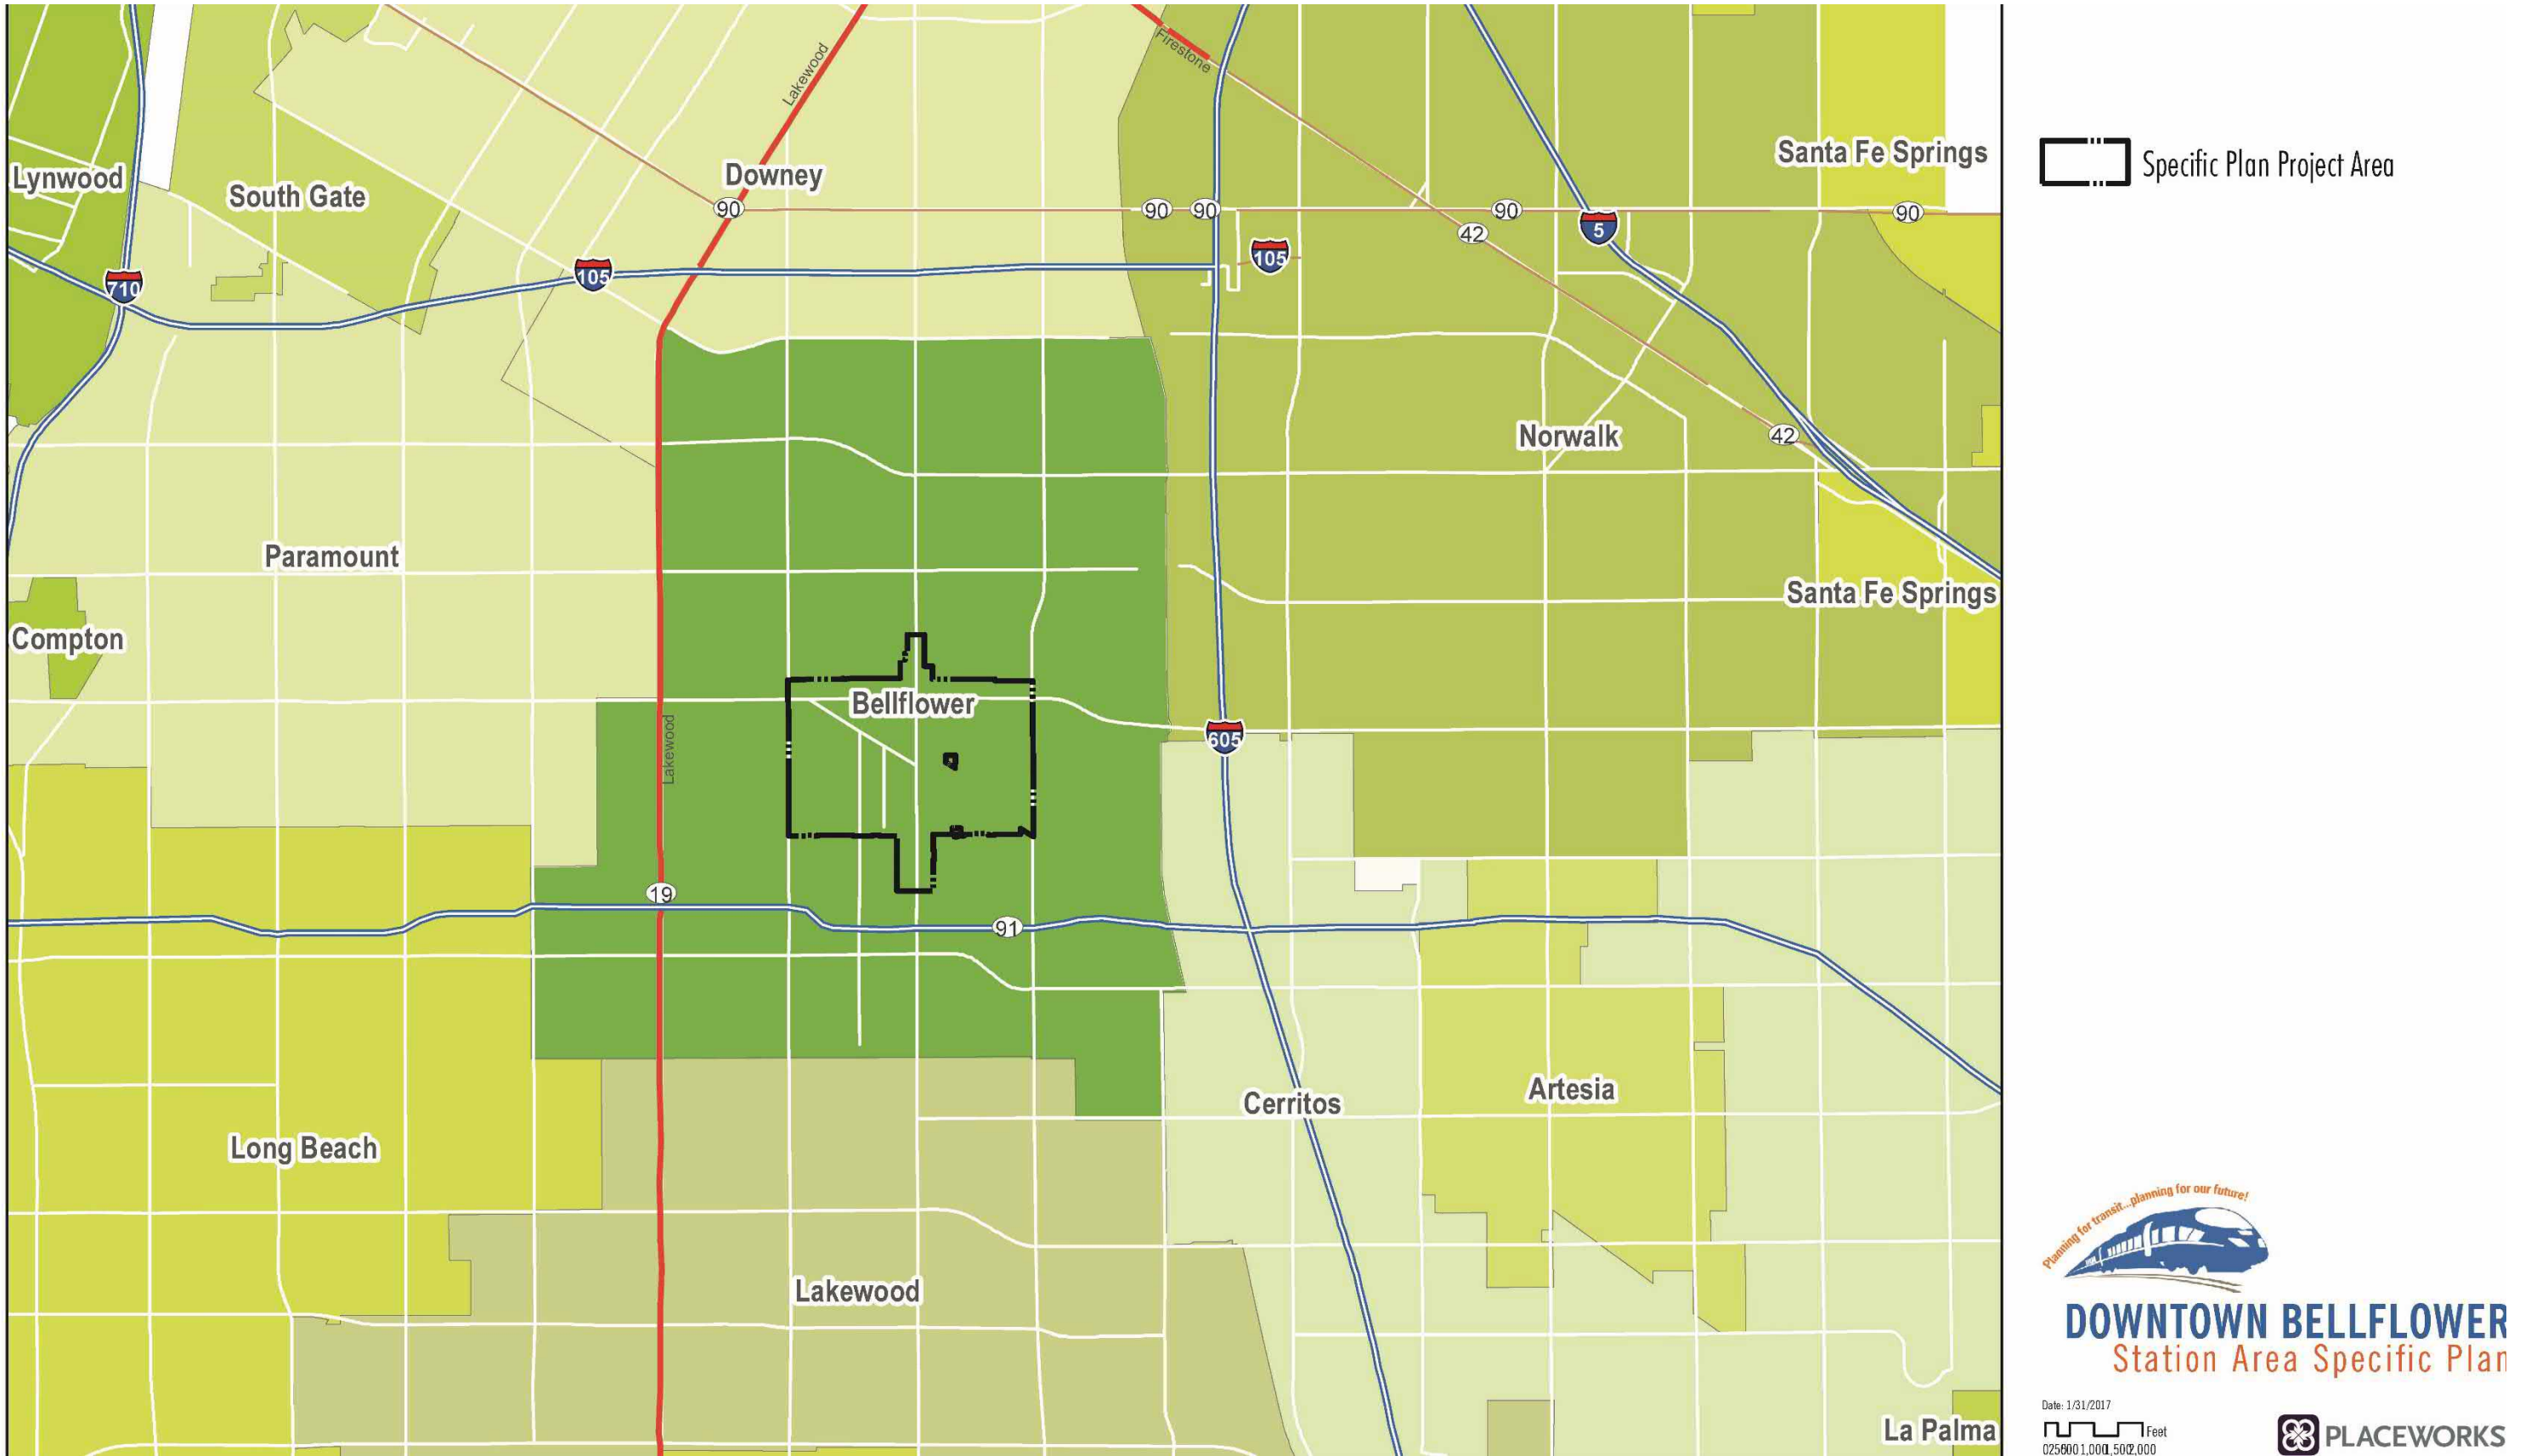 Lakewood
Firestone
Santa Fe Springs
Lynwood
South Gate
Downey
90
90
90
90
90
42
5
105
105
710
Norwalk
42
Paramount
Santa Fe Springs
Compton
Bellflower
Lakewood
605
19
91
Cerritos
Artesia
Long Beach
Lakewood
La Palma
Specific Plan Project Area
Planning for transit...planning for our future!
DOWNTOWN BELLFLOWER
Station Area Specific Plan
Date: 1/31/2017
Feet
PLACEWORKS